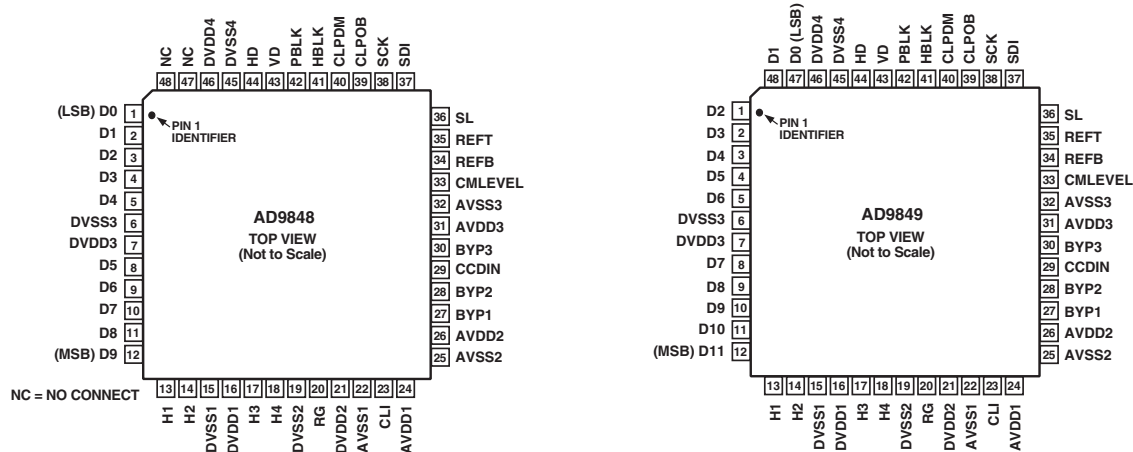 NC
NC
DVDD4
DVSS4
HD
VD
PBLK
HBLK
CLPDM
CLPOB
SCK
SDI
48 47 46 45 44 43 42 41 40 39 38 37
(LSB) D0 1
D1 2
D2 3
D3 4
D4 5
DVSS3 6
DVDD3 7
D5 8
D6 9
D7 10
D8 11
(MSB) D9 12
PIN 1
IDENTIFIER
AD9848
TOP VIEW
(Not to Scale)
36 SL
35 REFT
34 REFB
33 CMLEVEL
32 AVSS3
31 AVDD3
30 BYP3
29 CCDIN
28 BYP2
27 BYP1
26 AVDD2
25 AVSS2
13 14 15 16 17 18 19 20 21 22 23 24
NC = NO CONNECT
H1
H2
DVSS1
DVDD1
H3
H4
DVSS2
RG
DVDD2
AVSS1
CLI
AVDD1
D1
D0 (LSB)
DVDD4
DVSS4
HD
VD
PBLK
HBLK
CLPDM
CLPOB
SCK
SDI
48 47 46 45 44 43 42 41 40 39 38 37
D2 1
D3 2
D4 3
D5 4
D6 5
DVSS3 6
DVDD3 7
D7 8
D8 9
D9 10
D10 11
(MSB) D11 12
PIN 1
IDENTIFIER
AD9849
TOP VIEW
(Not to Scale)
36 SL
35 REFT
34 REFB
33 CMLEVEL
32 AVSS3
31 AVDD3
30 BYP3
29 CCDIN
28 BYP2
27 BYP1
26 AVDD2
25 AVSS2
13 14 15 16 17 18 19 20 21 22 23 24
H1
H2
DVSS1
DVDD1
H3
H4
DVSS2
RG
DVDD2
AVSS1
CLI
AVDD1